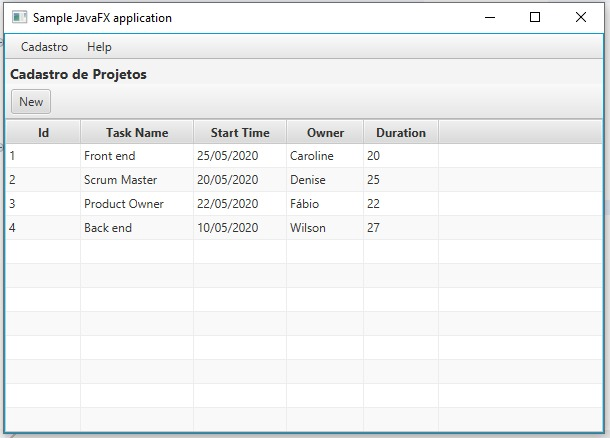 Sample JavaFX application
Cadastro Help
Cadastro de Projetos
New
Id Task Name Start Time Owner Duration
1 Front end 25/05/2020 Caroline 20
2 Scrum Master 20/05/2020 Denise 25
3 Product Owner 22/05/2020 Fábio 22
4 Back end 10/05/2020 Wilson 27